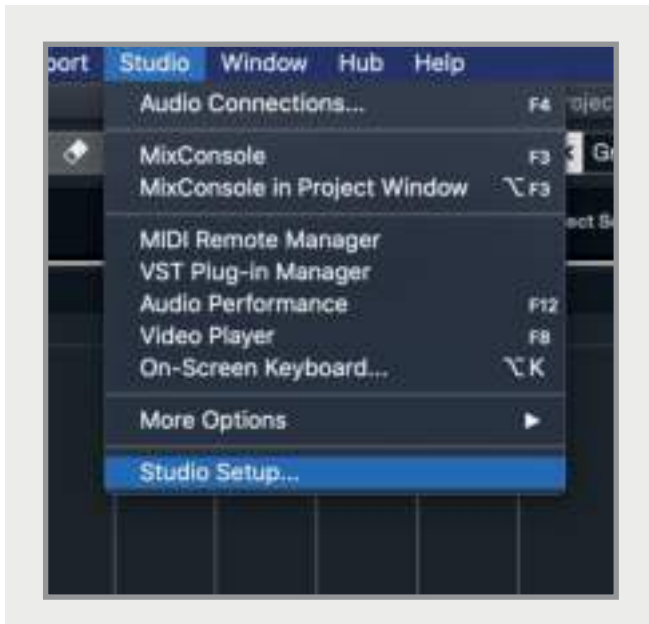 port Studio Window Hub Help
Audio Connections... F4
MixConsole F3
MixConsole in Project Window ⌥F3
MIDI Remote Manager
VST Plug-in Manager
Audio Performance F12
Video Player F8
On-Screen Keyboard... ⌥K
More Options ▶
Studio Setup...